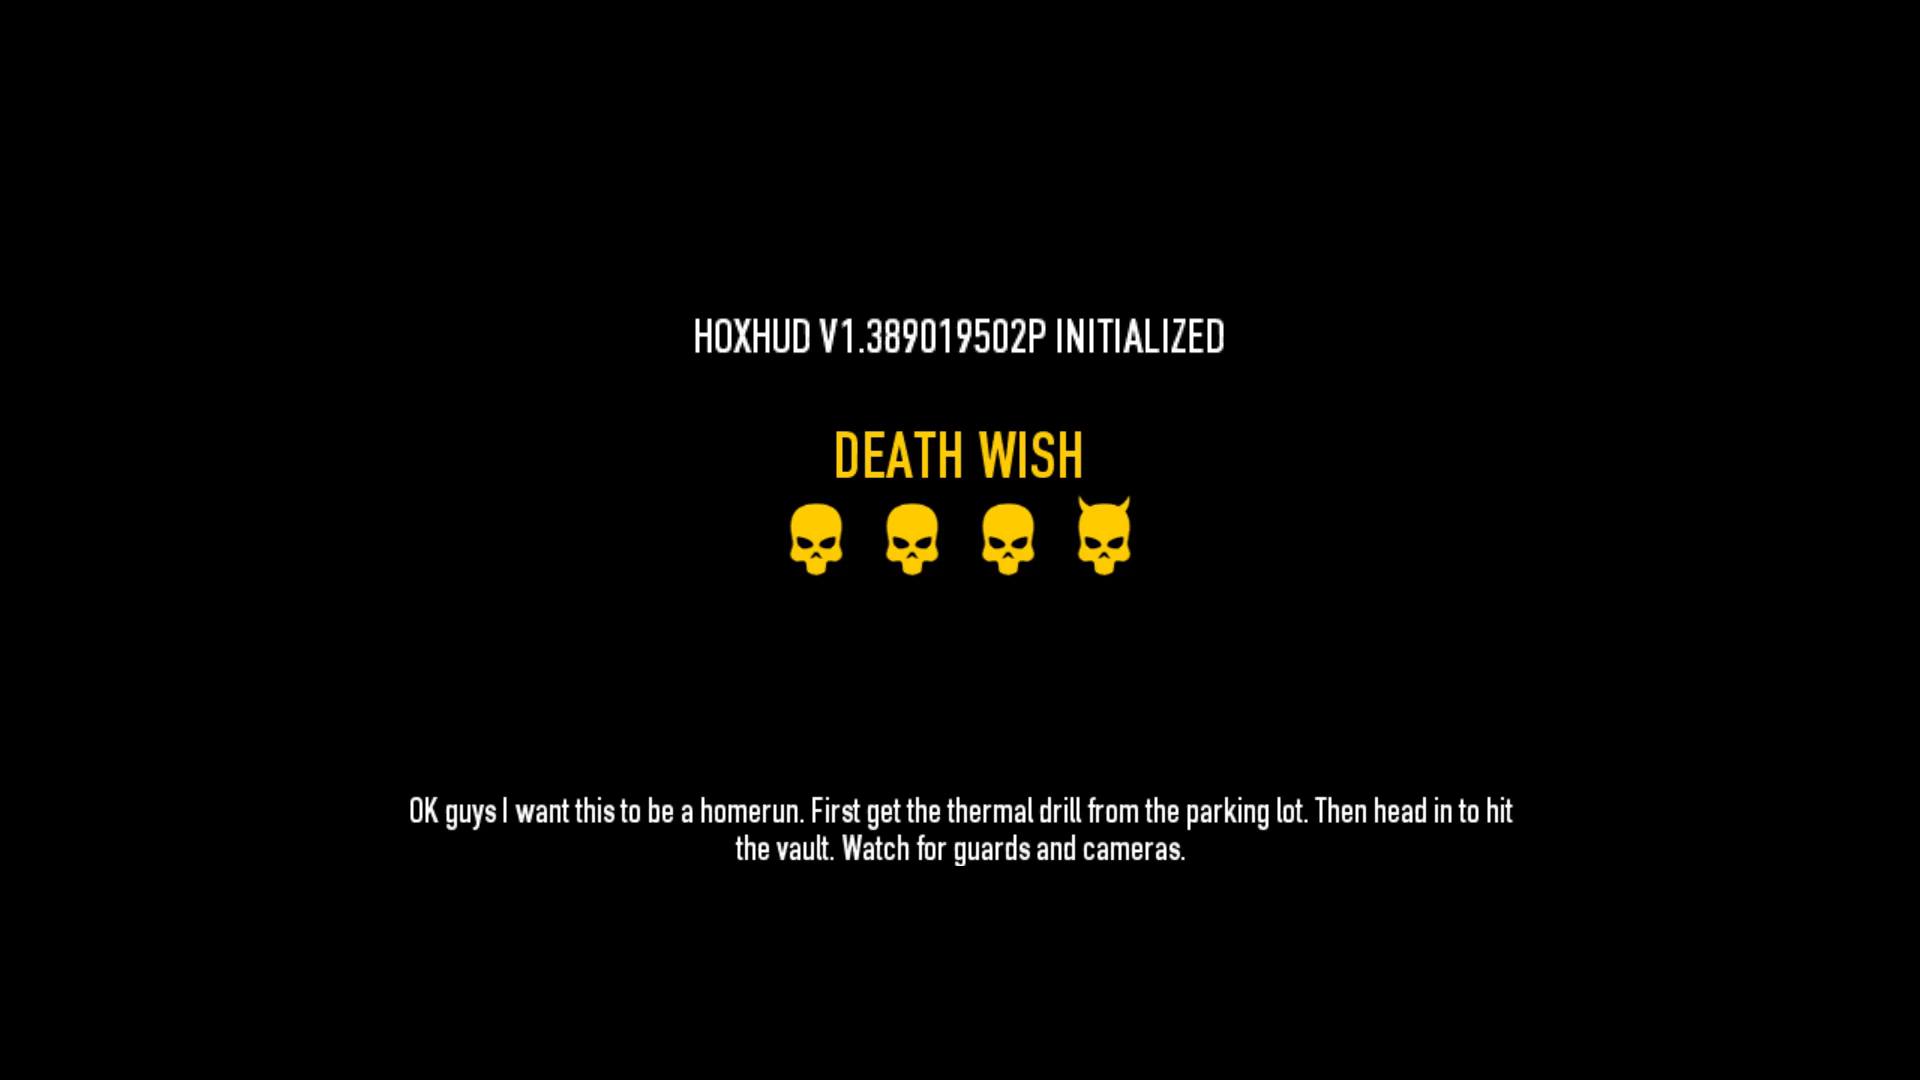 HOXHUD V1.389019502P INITIALIZED
DEATH WISH
OK guys I want this to be a homerun. First get the thermal drill from the parking lot. Then head in to hit
the vault. Watch for guards and cameras.